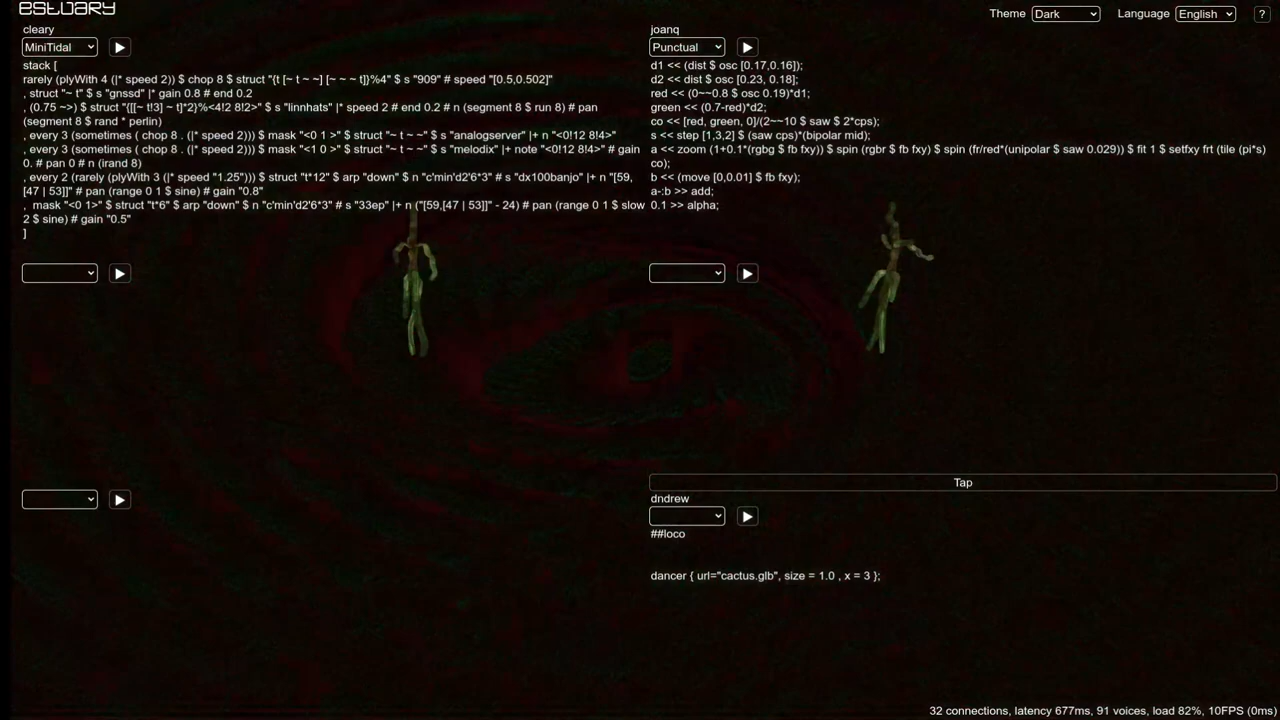 estuary
Theme Dark Language English ?
cleary
MiniTidal
stack [
rarely (plyWith 4 (|* speed 2)) $ chop 8 $ struct "{t [~ t ~ ~] [~ ~ ~ t]}%4" $ s "909" # speed "[0.5,0.502]"
, struct "~ t" $ s "gnssd" |* gain 0.8 # end 0.2
, (0.75 ~>) $ struct "{[[~ t!3] ~ t]*2}%<4!2 8!2>" $ s "linnhats" |* speed 2 # end 0.2 # n (segment 8 $ run 8) # pan
(segment 8 $ rand * perlin)
, every 3 (sometimes ( chop 8 . (|* speed 2))) $ mask "<0 1 >" $ struct "~ t ~ ~" $ s "analogserver" |+ n "<0!12 8!4>"
, every 3 (sometimes ( chop 8 . (|* speed 2))) $ mask "<1 0 >" $ struct "~ t ~ ~" $ s "melodix" |+ note "<0!12 8!4>" # gain
0. # pan 0 # n (irand 8)
, every 2 (rarely (plyWith 3 (|* speed "1.25"))) $ struct "t*12" $ arp "down" $ n "c'min'd2'6*3" # s "dx100banjo" |+ n "[59,
[47 | 53]]" # pan (range 0 1 $ sine) # gain "0.8"
, mask "<0 1>" $ struct "t*6" $ arp "down" $ n "c'min'd2'6*3" # s "33ep" |+ n ("[59,[47 | 53]]" - 24) # pan (range 0 1 $ slow
2 $ sine) # gain "0.5"
]
joanq
Punctual
d1 << (dist $ osc [0.17,0.16]);
d2 << dist $ osc [0.23, 0.18];
red << (0~~0.8 $ osc 0.19)*d1;
green << (0.7-red)*d2;
co << [red, green, 0]/(2~~10 $ saw $ 2*cps);
s << step [1,3,2] $ (saw cps)*(bipolar mid);
a << zoom (1+0.1*(rgbg $ fb fxy)) $ spin (rgbr $ fb fxy) $ spin (fr/red*(unipolar $ saw 0.029)) $ fit 1 $ setfxy frt (tile (pi*s)
co);
b << (move [0,0.01] $ fb fxy);
a-:b >> add;
0.1 >> alpha;
Tap
dndrew
##loco
dancer { url="cactus.glb", size = 1.0 , x = 3 };
32 connections, latency 677ms, 91 voices, load 82%, 10FPS (0ms)